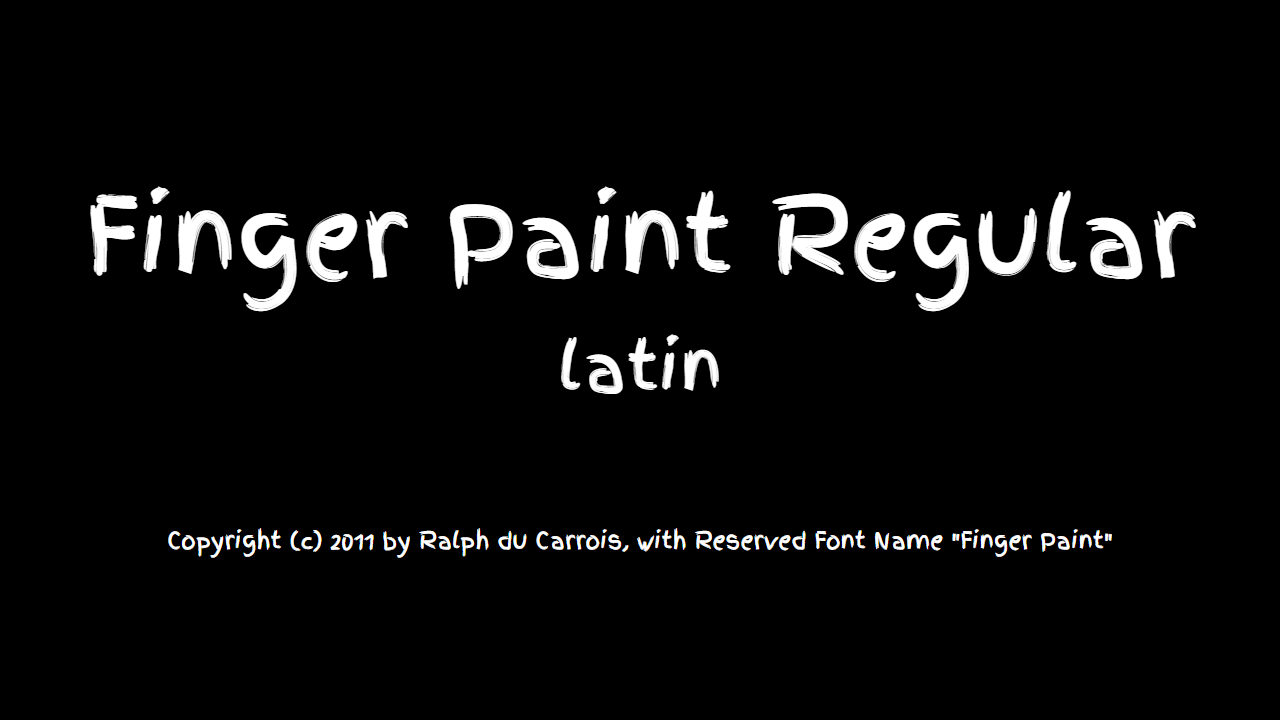 Finger Paint Regular
latin
Copyright (c) 2011 by Ralph du Carrois, with Reserved Font Name "Finger Paint"